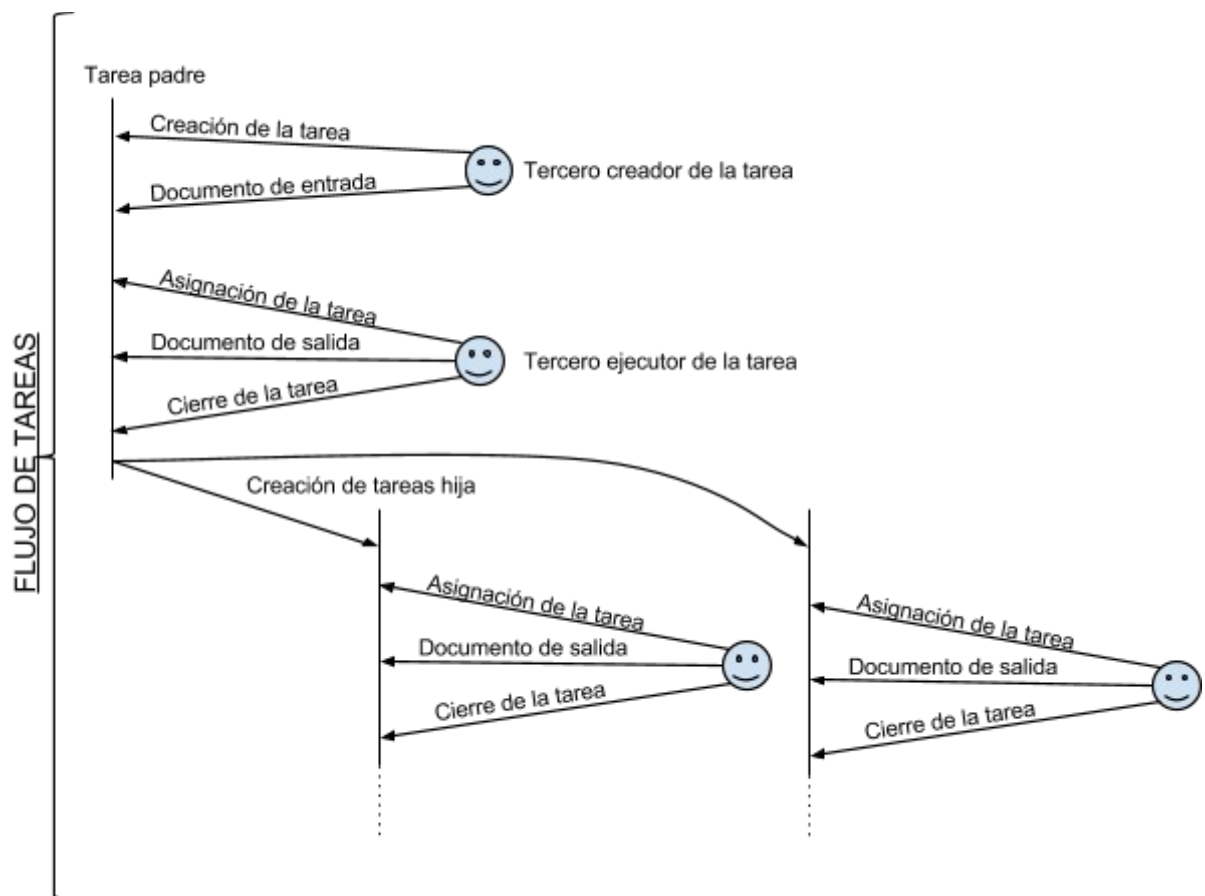 Tarea padre
Creación de la tarea
Documento de entrada
Tercero creador de la tarea
Asignación de la tarea
Documento de salida
Cierre de la tarea
Tercero ejecutor de la tarea
FLUJO DE TAREAS
Creación de tareas hija
Asignación de la tarea
Documento de salida
Cierre de la tarea
Asignación de la tarea
Documento de salida
Cierre de la tarea